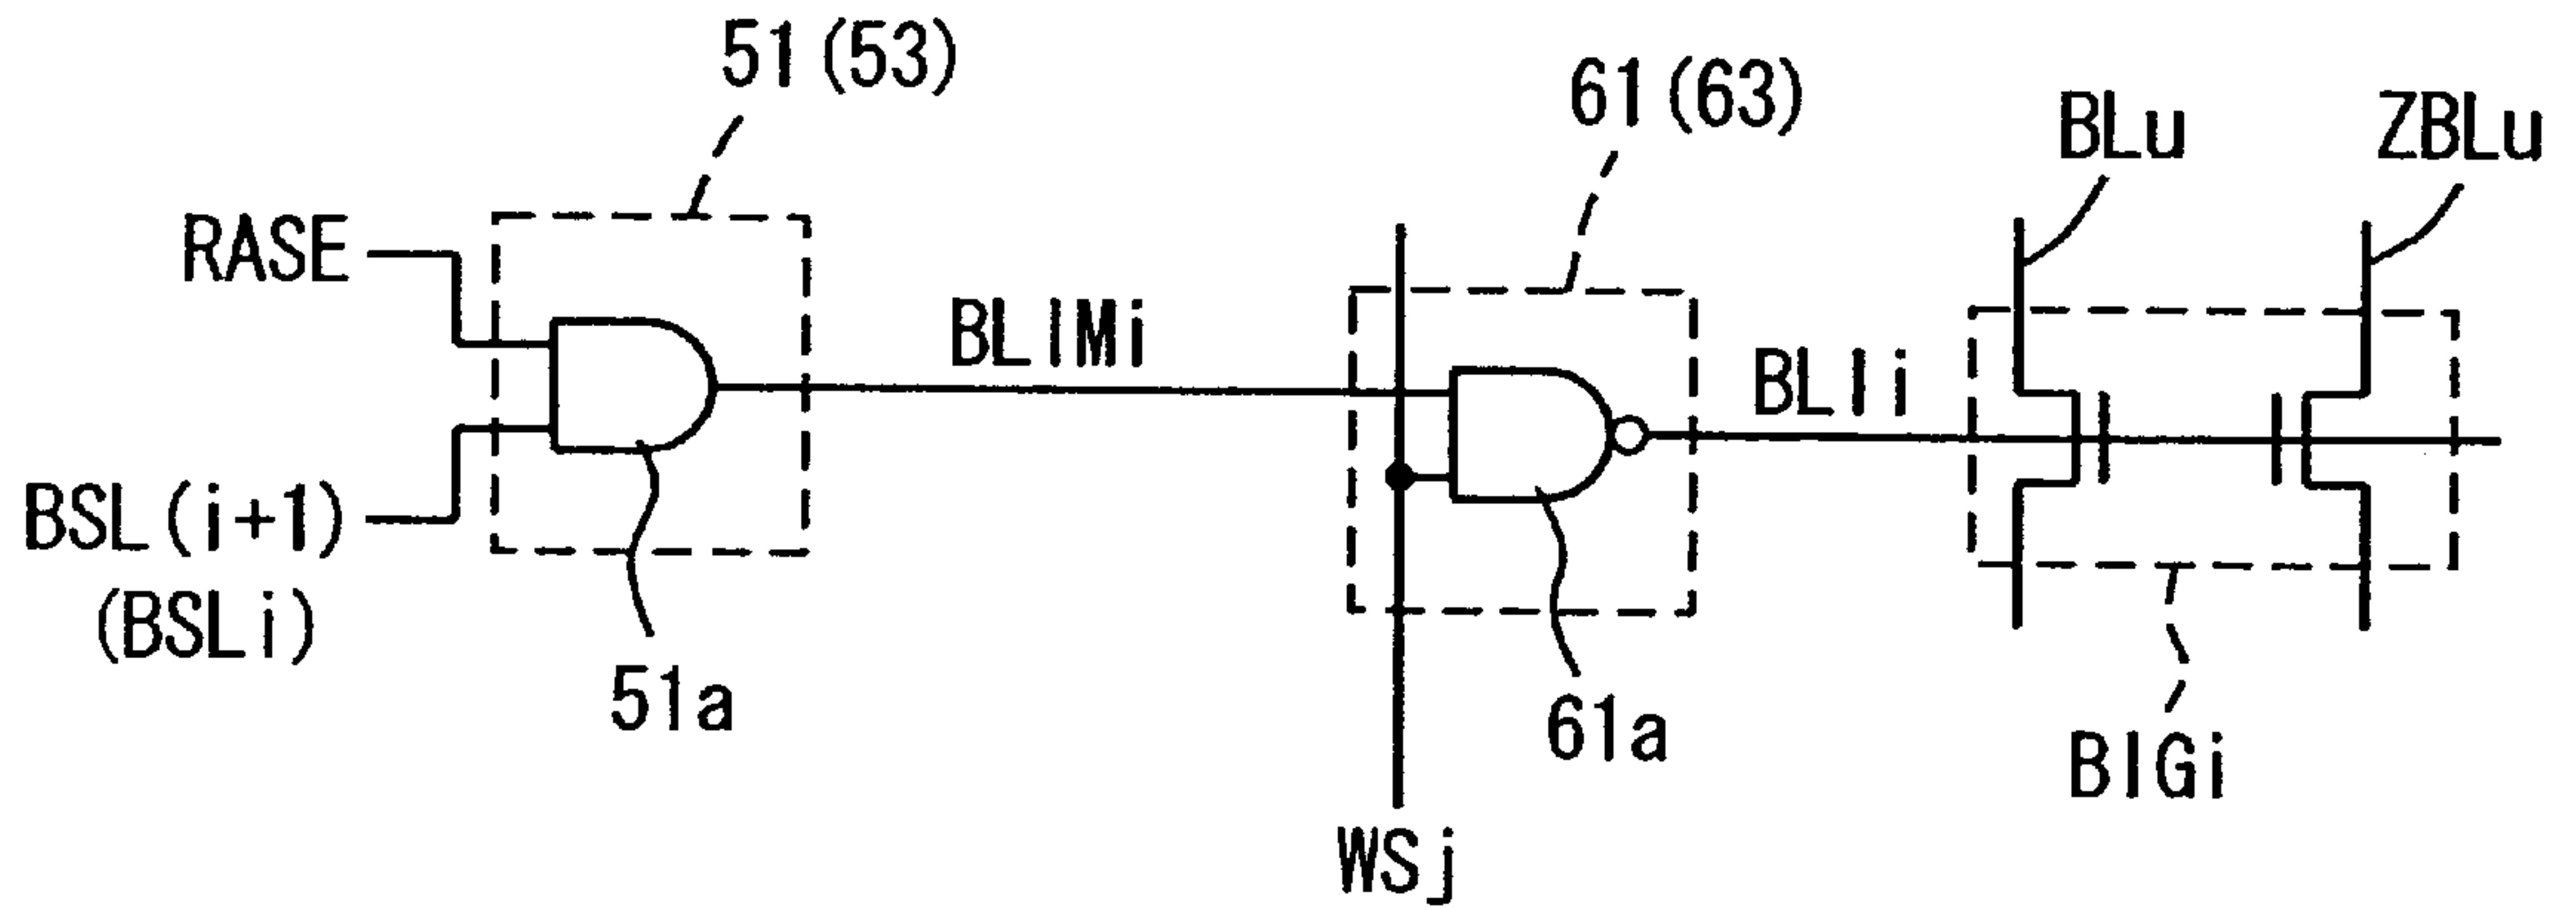 51(53)
61(63)
BLu
ZBLu
RASE
BLIMi
BLIi
BSL(i+1)
(BSLi)
51a
61a
BIGi
WSj